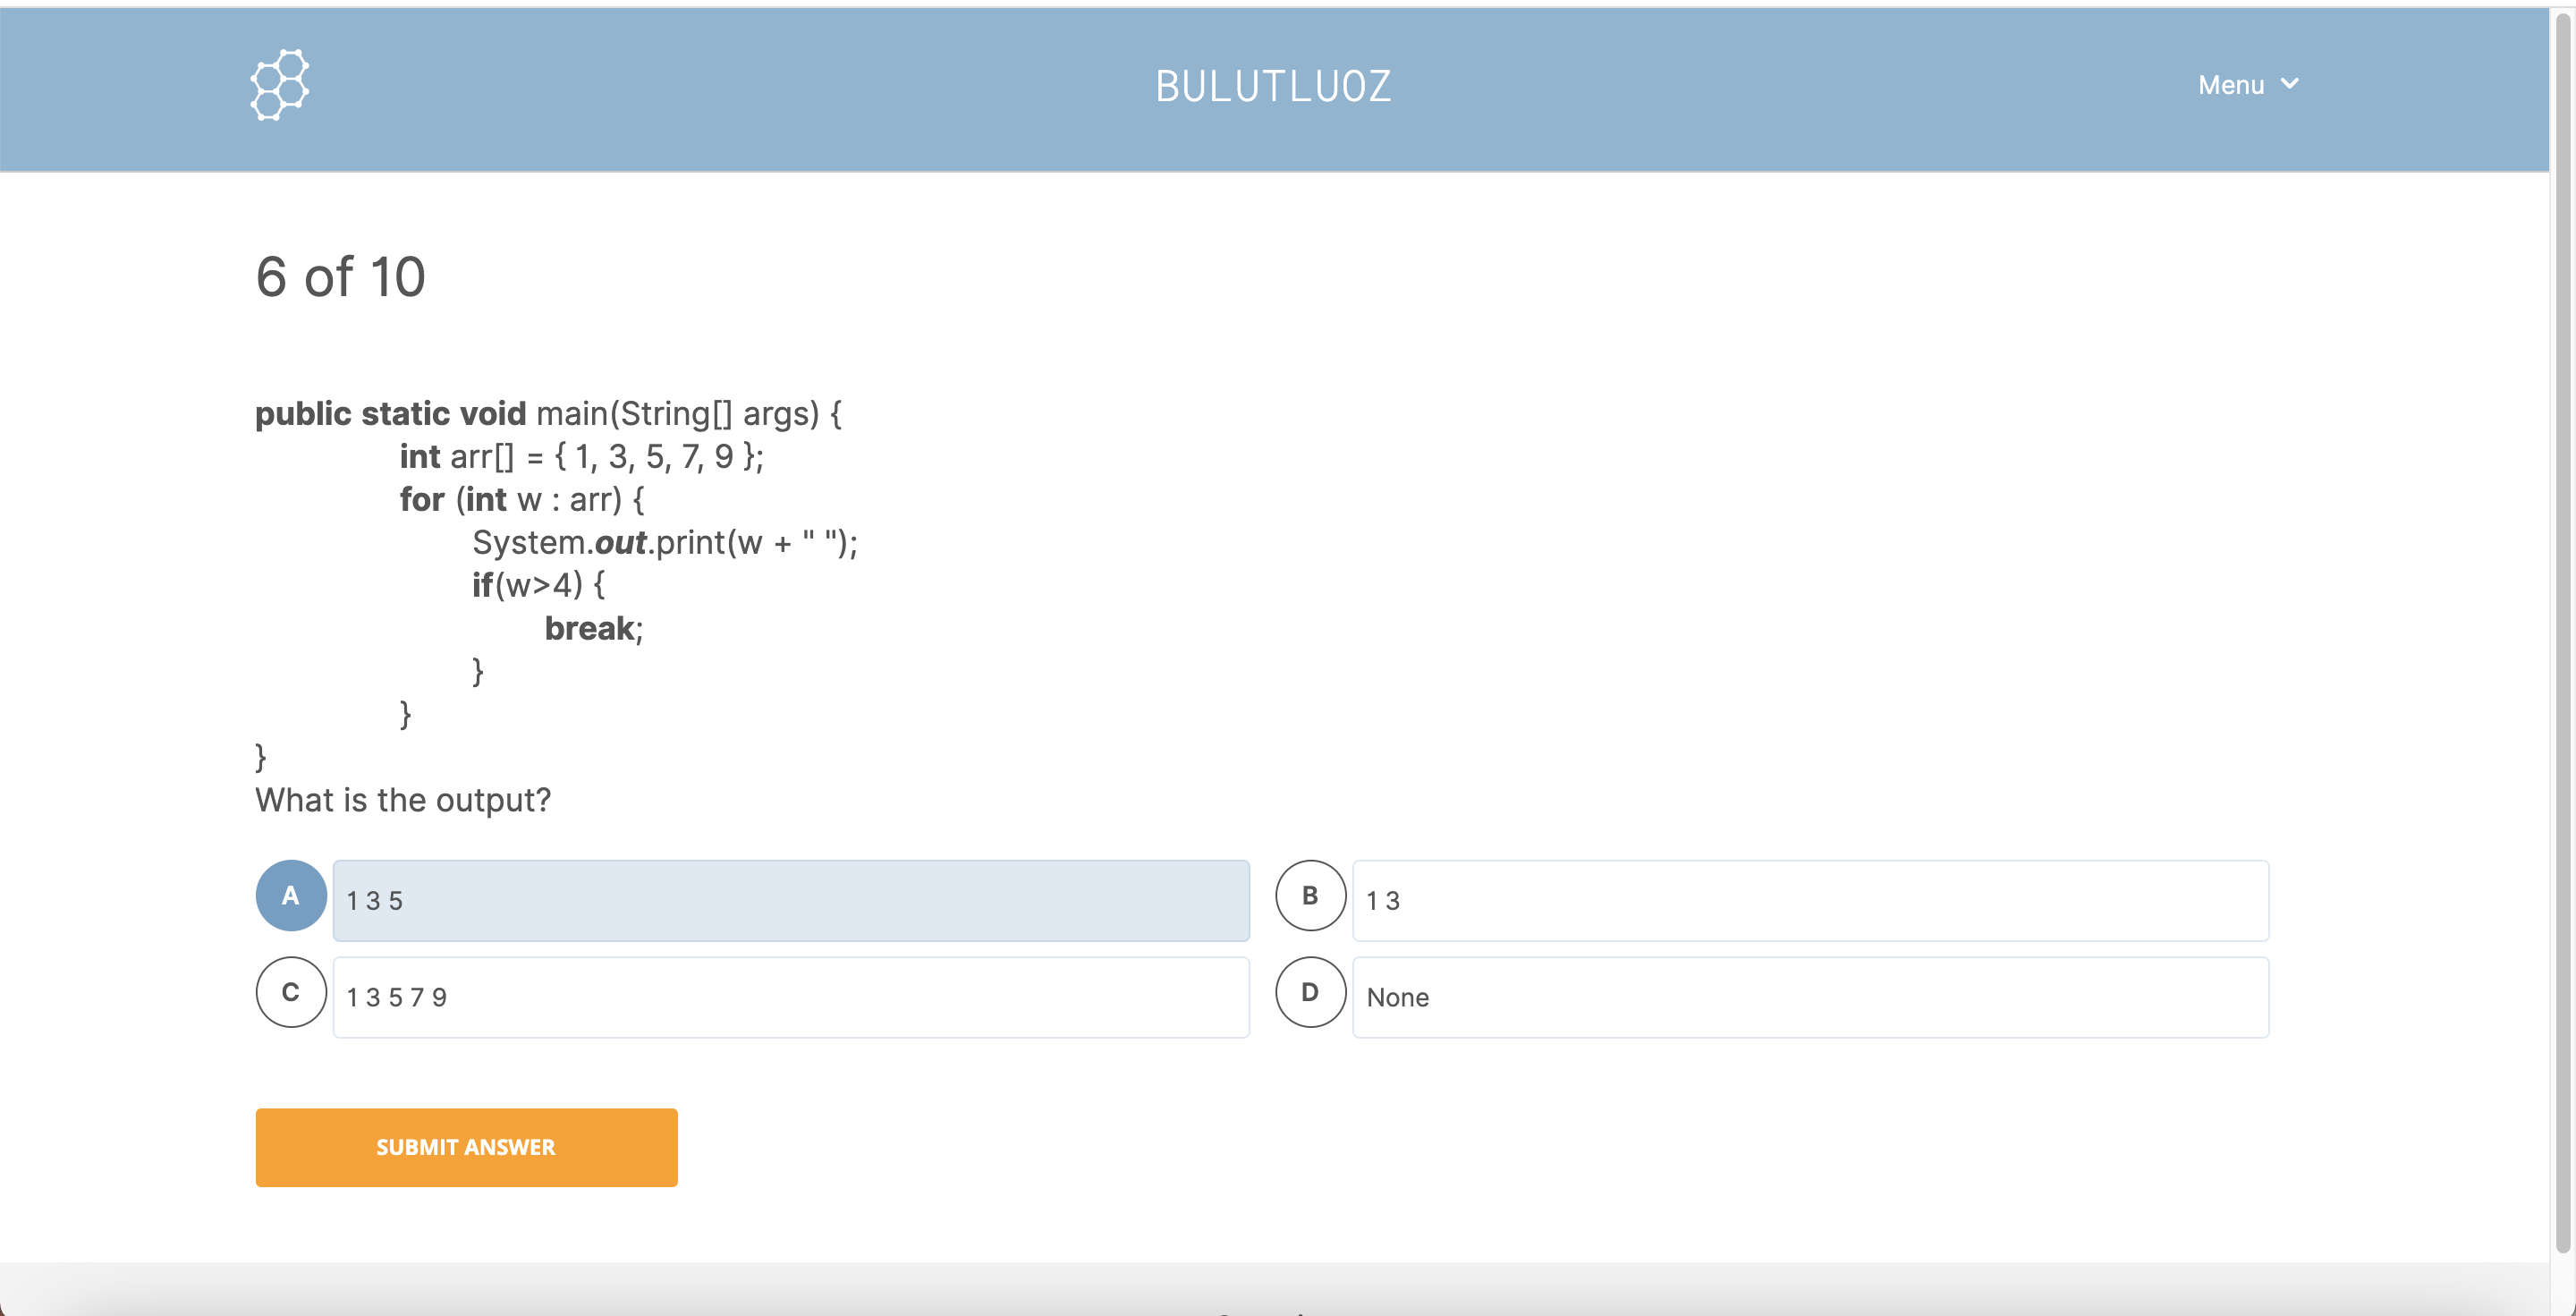 BULUTLUOZ
Menu
6 of 10
public static void main(String[] args) {
int arr[] = { 1, 3, 5, 7, 9 };
for (int w : arr) {
System.out.print(w + " ");
if(w>4) {
break;
}
}
}
What is the output?
A 1 3 5
B 1 3
C 1 3 5 7 9
D None
SUBMIT ANSWER